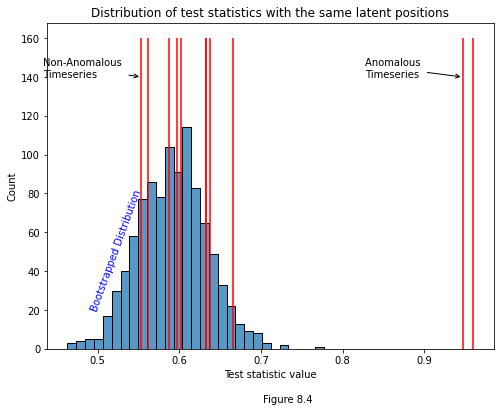 Distribution of test statistics with the same latent positions
160
140
120
100
80
60
40
20
0
Count
Non-Anomalous
Timeseries
Anomalous
Timeseries
Bootstrapped Distribution
0.5 0.6 0.7 0.8 0.9
Test statistic value
Figure 8.4